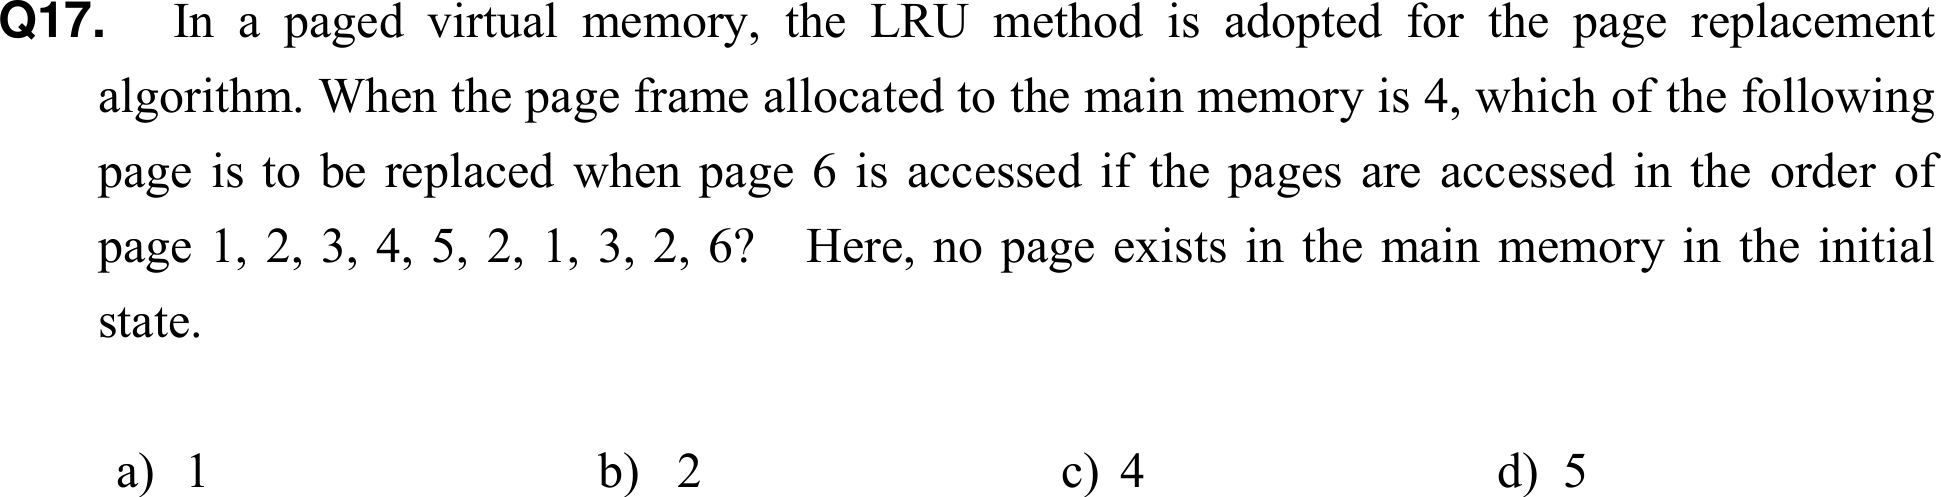 Q17. In a paged virtual memory, the LRU method is adopted for the page replacement
algorithm. When the page frame allocated to the main memory is 4, which of the following
page is to be replaced when page 6 is accessed if the pages are accessed in the order of
page 1, 2, 3, 4, 5, 2, 1, 3, 2, 6? Here, no page exists in the main memory in the initial
state.
a) 1 b) 2 c) 4 d) 5